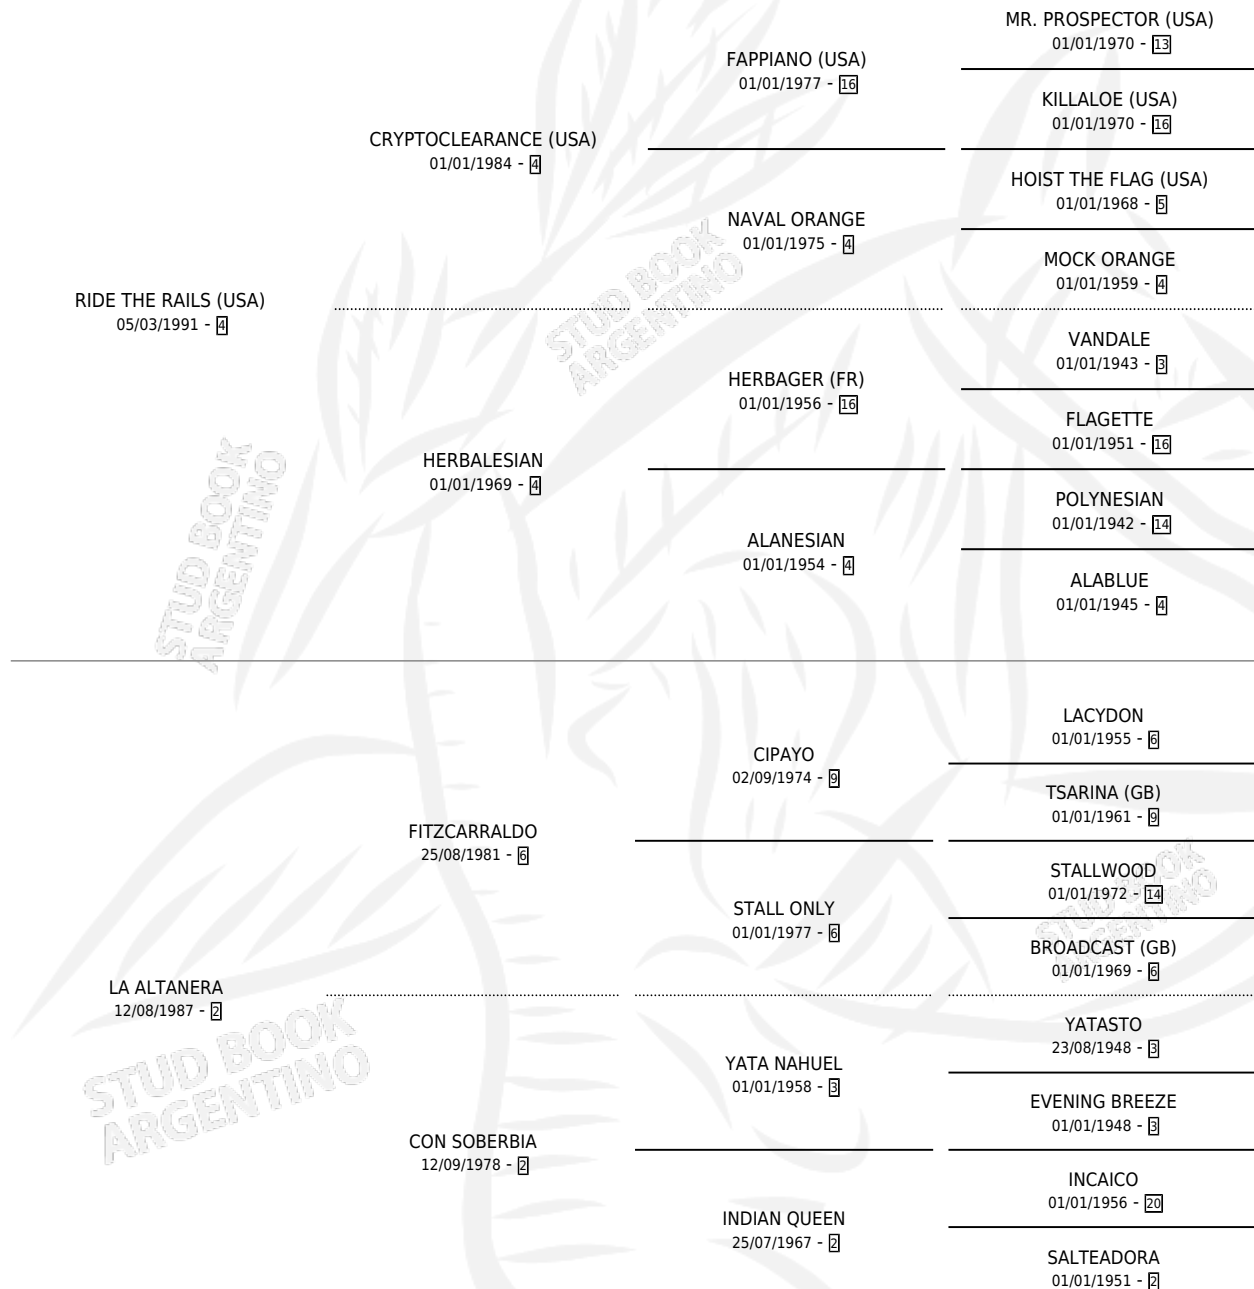 MR. PROSPECTOR (USA)
01/01/1970 - 13
FAPPIANO (USA)
01/01/1977 - 16
KILLALOE (USA)
01/01/1970 - 16
CRYPTOCLEARANCE (USA)
01/01/1984 - 4
HOIST THE FLAG (USA)
01/01/1968 - 5
NAVAL ORANGE
01/01/1975 - 4
MOCK ORANGE
01/01/1959 - 4
RIDE THE RAILS (USA)
05/03/1991 - 4
VANDALE
01/01/1943 - 3
HERBAGER (FR)
01/01/1956 - 16
FLAGETTE
01/01/1951 - 16
HERBALESIAN
01/01/1969 - 4
POLYNESIAN
01/01/1942 - 14
ALANESIAN
01/01/1954 - 4
ALABLUE
01/01/1945 - 4
LACYDON
01/01/1955 - 6
CIPAYO
02/09/1974 - 9
TSARINA (GB)
01/01/1961 - 9
FITZCARRALDO
25/08/1981 - 6
STALLWOOD
01/01/1972 - 14
STALL ONLY
01/01/1977 - 6
BROADCAST (GB)
01/01/1969 - 6
LA ALTANERA
12/08/1987 - 2
YATASTO
23/08/1948 - 3
YATA NAHUEL
01/01/1958 - 3
EVENING BREEZE
01/01/1948 - 3
CON SOBERBIA
12/09/1978 - 2
INCAICO
01/01/1956 - 20
INDIAN QUEEN
25/07/1967 - 2
SALTEADORA
01/01/1951 - 2
STUD BOOK
ARGENTINO
STUD BOOK
ARGENTINO
STUD BOOK
ARGENTINO
STUD BOOK
ARGENTINO